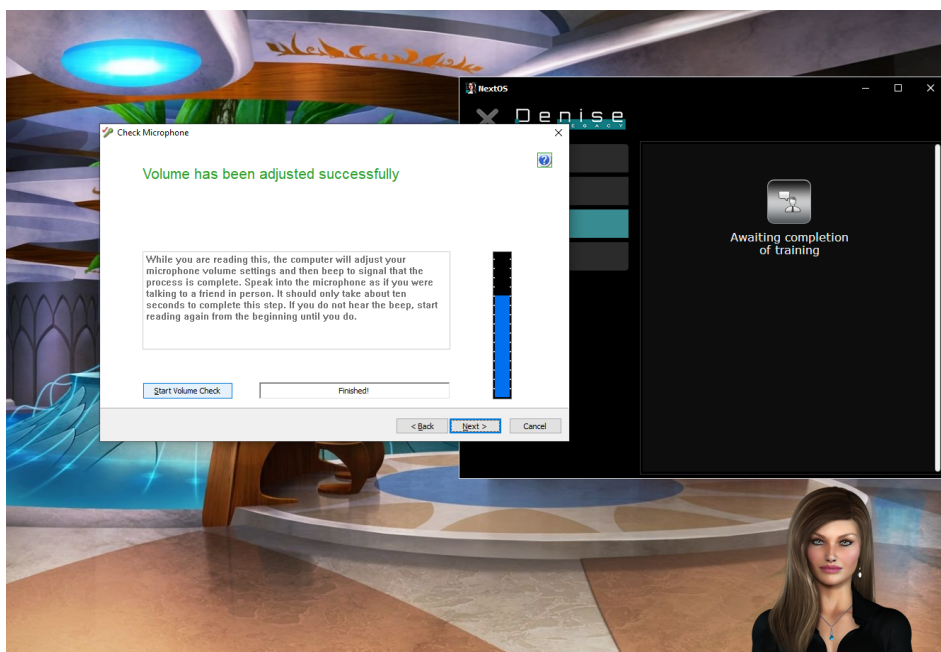 NextOS
Denise
LEGACY
Check Microphone
Volume has been adjusted successfully
While you are reading this, the computer will adjust your
microphone volume settings and then beep to signal that the
process is complete. Speak into the microphone as if you were
talking to a friend in person. It should only take about ten
seconds to complete this step. If you do not hear the beep, start
reading again from the beginning until you do.
Start Volume Check
Finished!
< Back
Next >
Cancel
Awaiting completion
of training